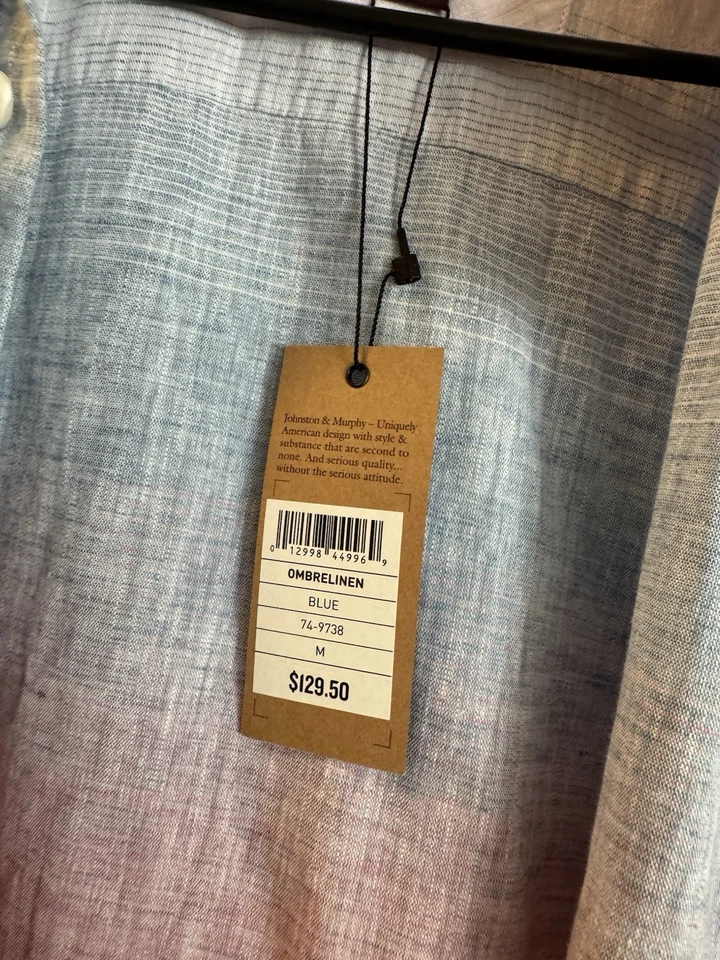 Johnston & Murphy – Uniquely
American design with style &
substance that are second to
none. And serious quality...
without the serious attitude.
0 12998 44996 9
OMBRELINEN
BLUE
74-9738
M
$129.50